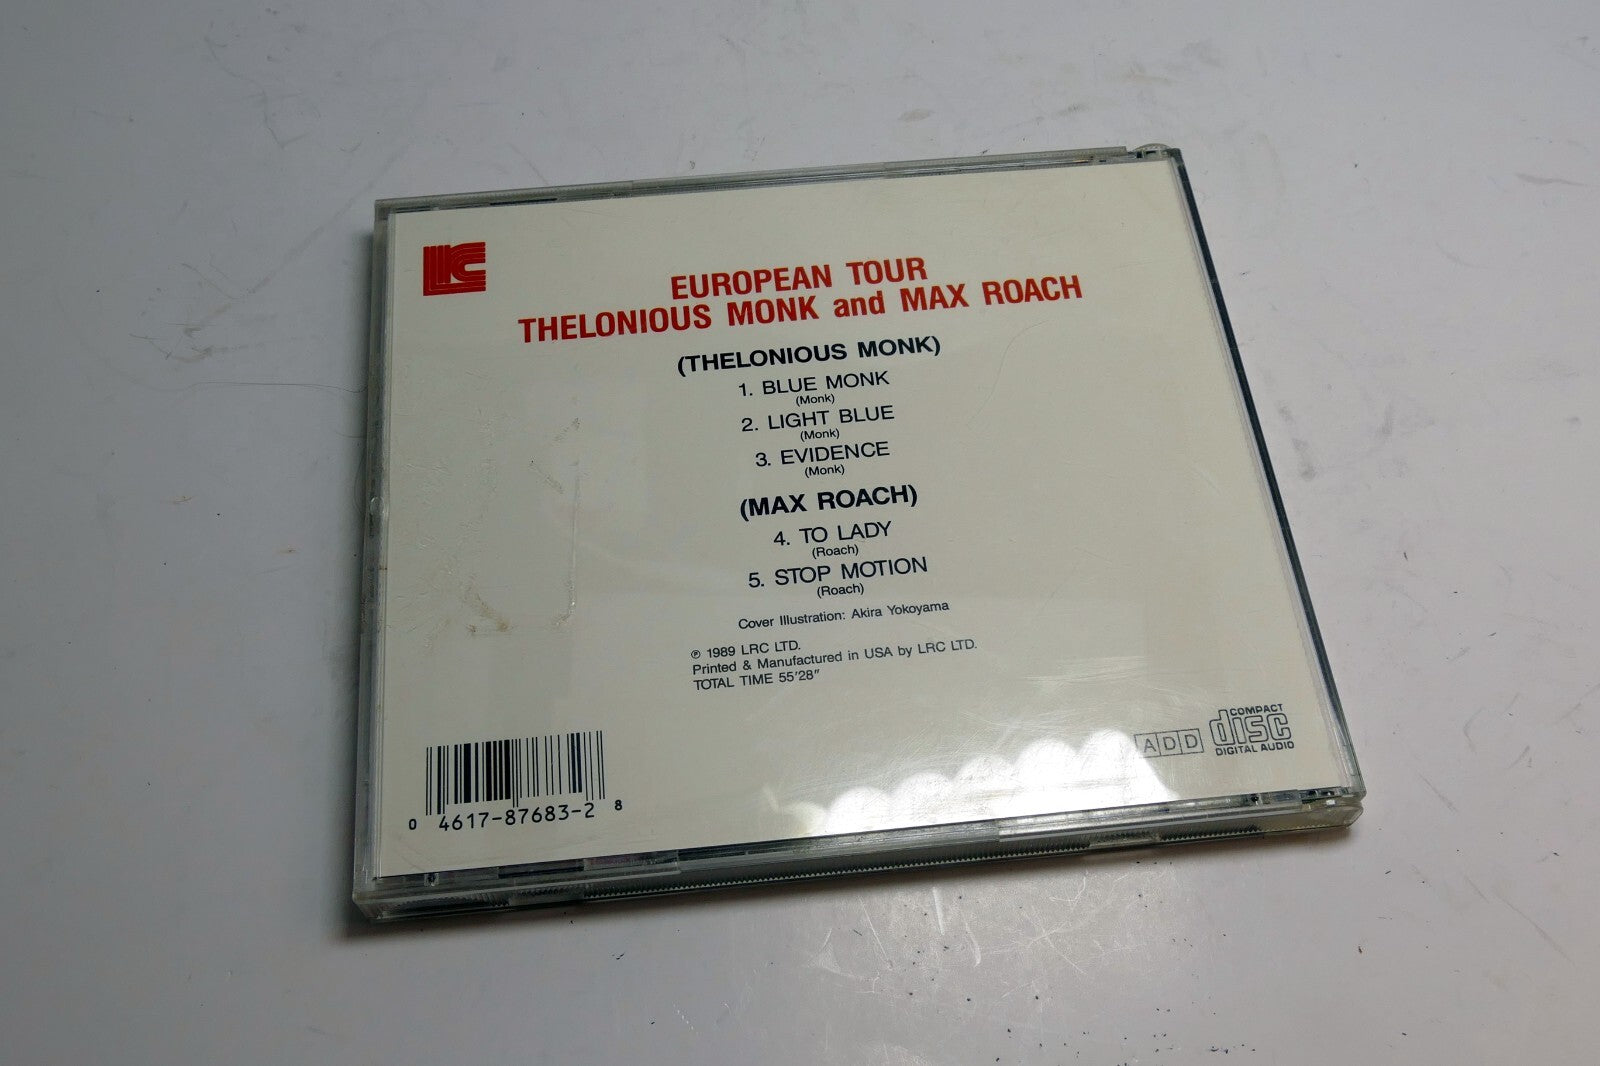 LRC
EUROPEAN TOUR
THELONIOUS MONK and MAX ROACH
(THELONIOUS MONK)
1. BLUE MONK
(Monk)
2. LIGHT BLUE
(Monk)
3. EVIDENCE
(Monk)
(MAX ROACH)
4. TO LADY
(Roach)
5. STOP MOTION
(Roach)
Cover Illustration: Akira Yokoyama
℗ 1989 LRC LTD.
Printed & Manufactured in USA by LRC LTD.
TOTAL TIME 55'28"
0 4617-87683-2 8
ADD
COMPACT
disc
DIGITAL AUDIO